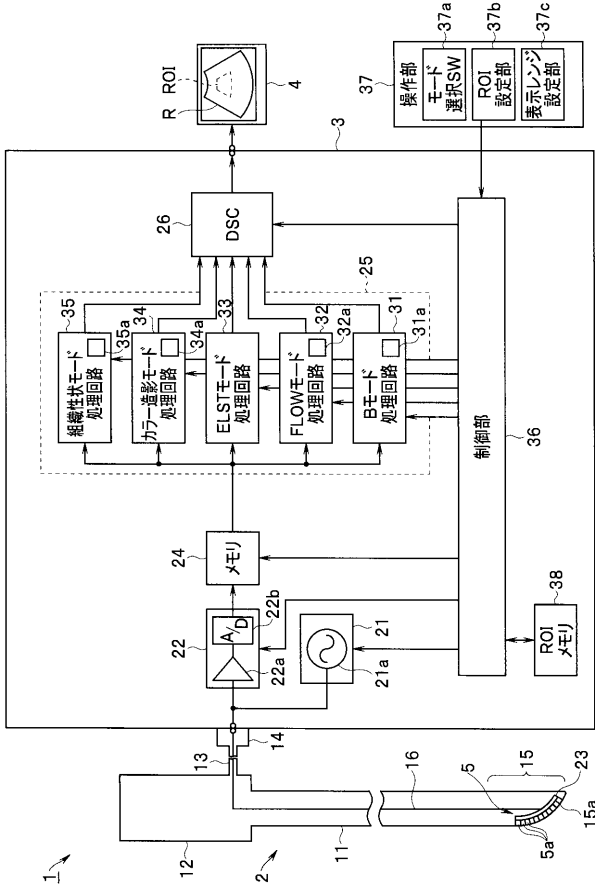 1
2
12
11
13
14
16
5
15
5a
15a
23
3
22
22a
A/D
22b
21
21a
24
メモリ
25
35
組織性状モード
処理回路
35a
34
カラー造影モード
処理回路
34a
33
ELSTモード
処理回路
32
FLOWモード
処理回路
32a
31
Bモード
処理回路
31a
26
DSC
R
ROI
4
36
制御部
38
ROI
メモリ
37
操作部
37a
モード
選択SW
37b
ROI
設定部
37c
表示レンジ
設定部